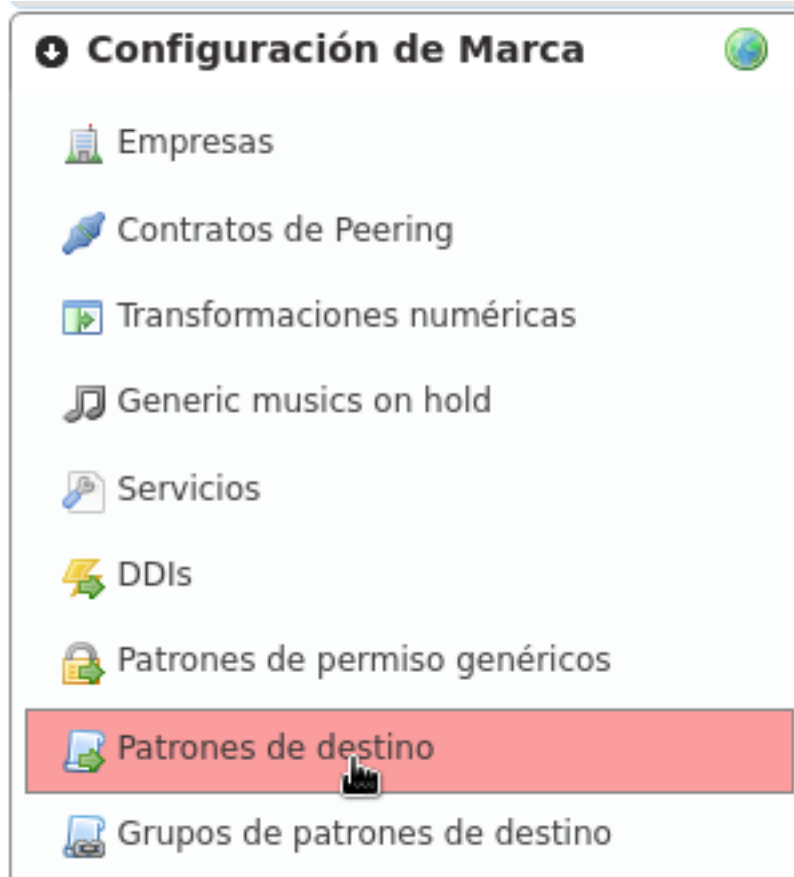 Configuración de Marca
Empresas
Contratos de Peering
Transformaciones numéricas
Generic musics on hold
Servicios
DDIs
Patrones de permiso genéricos
Patrones de destino
Grupos de patrones de destino